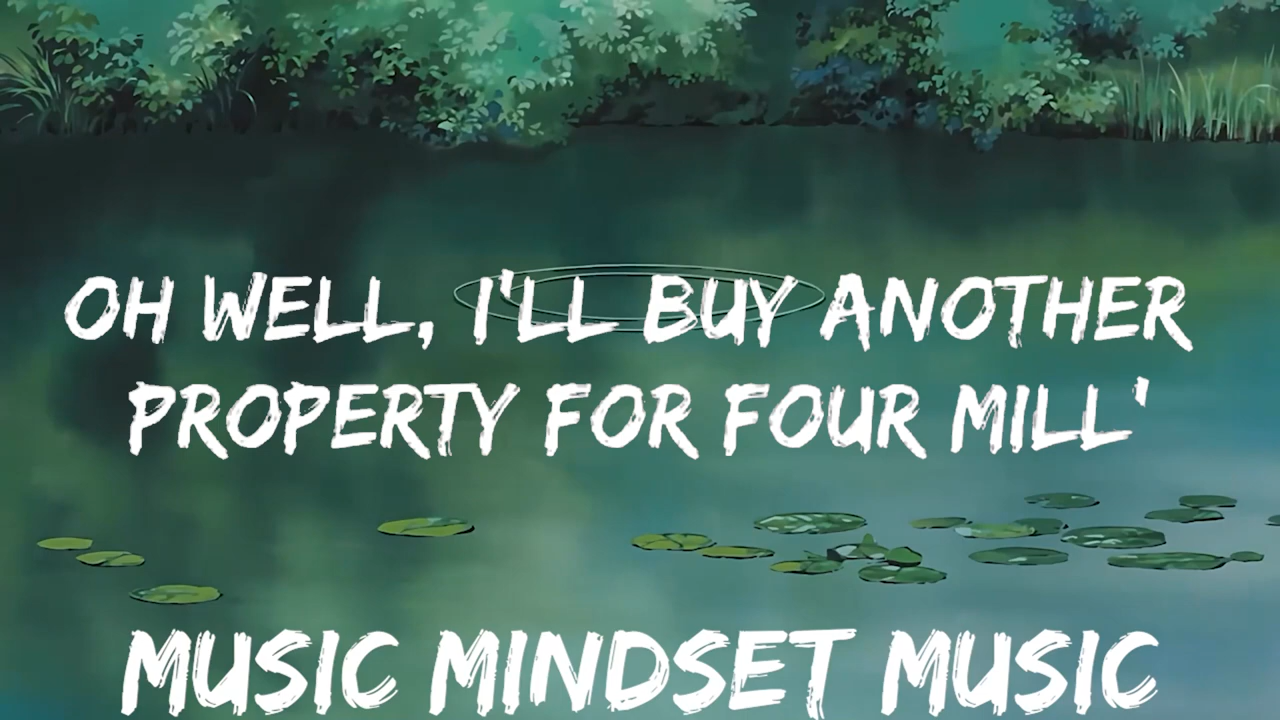 OH WELL, I'LL BUY ANOTHER
PROPERTY FOR FOUR MILL'
MUSIC MINDSET MUSIC